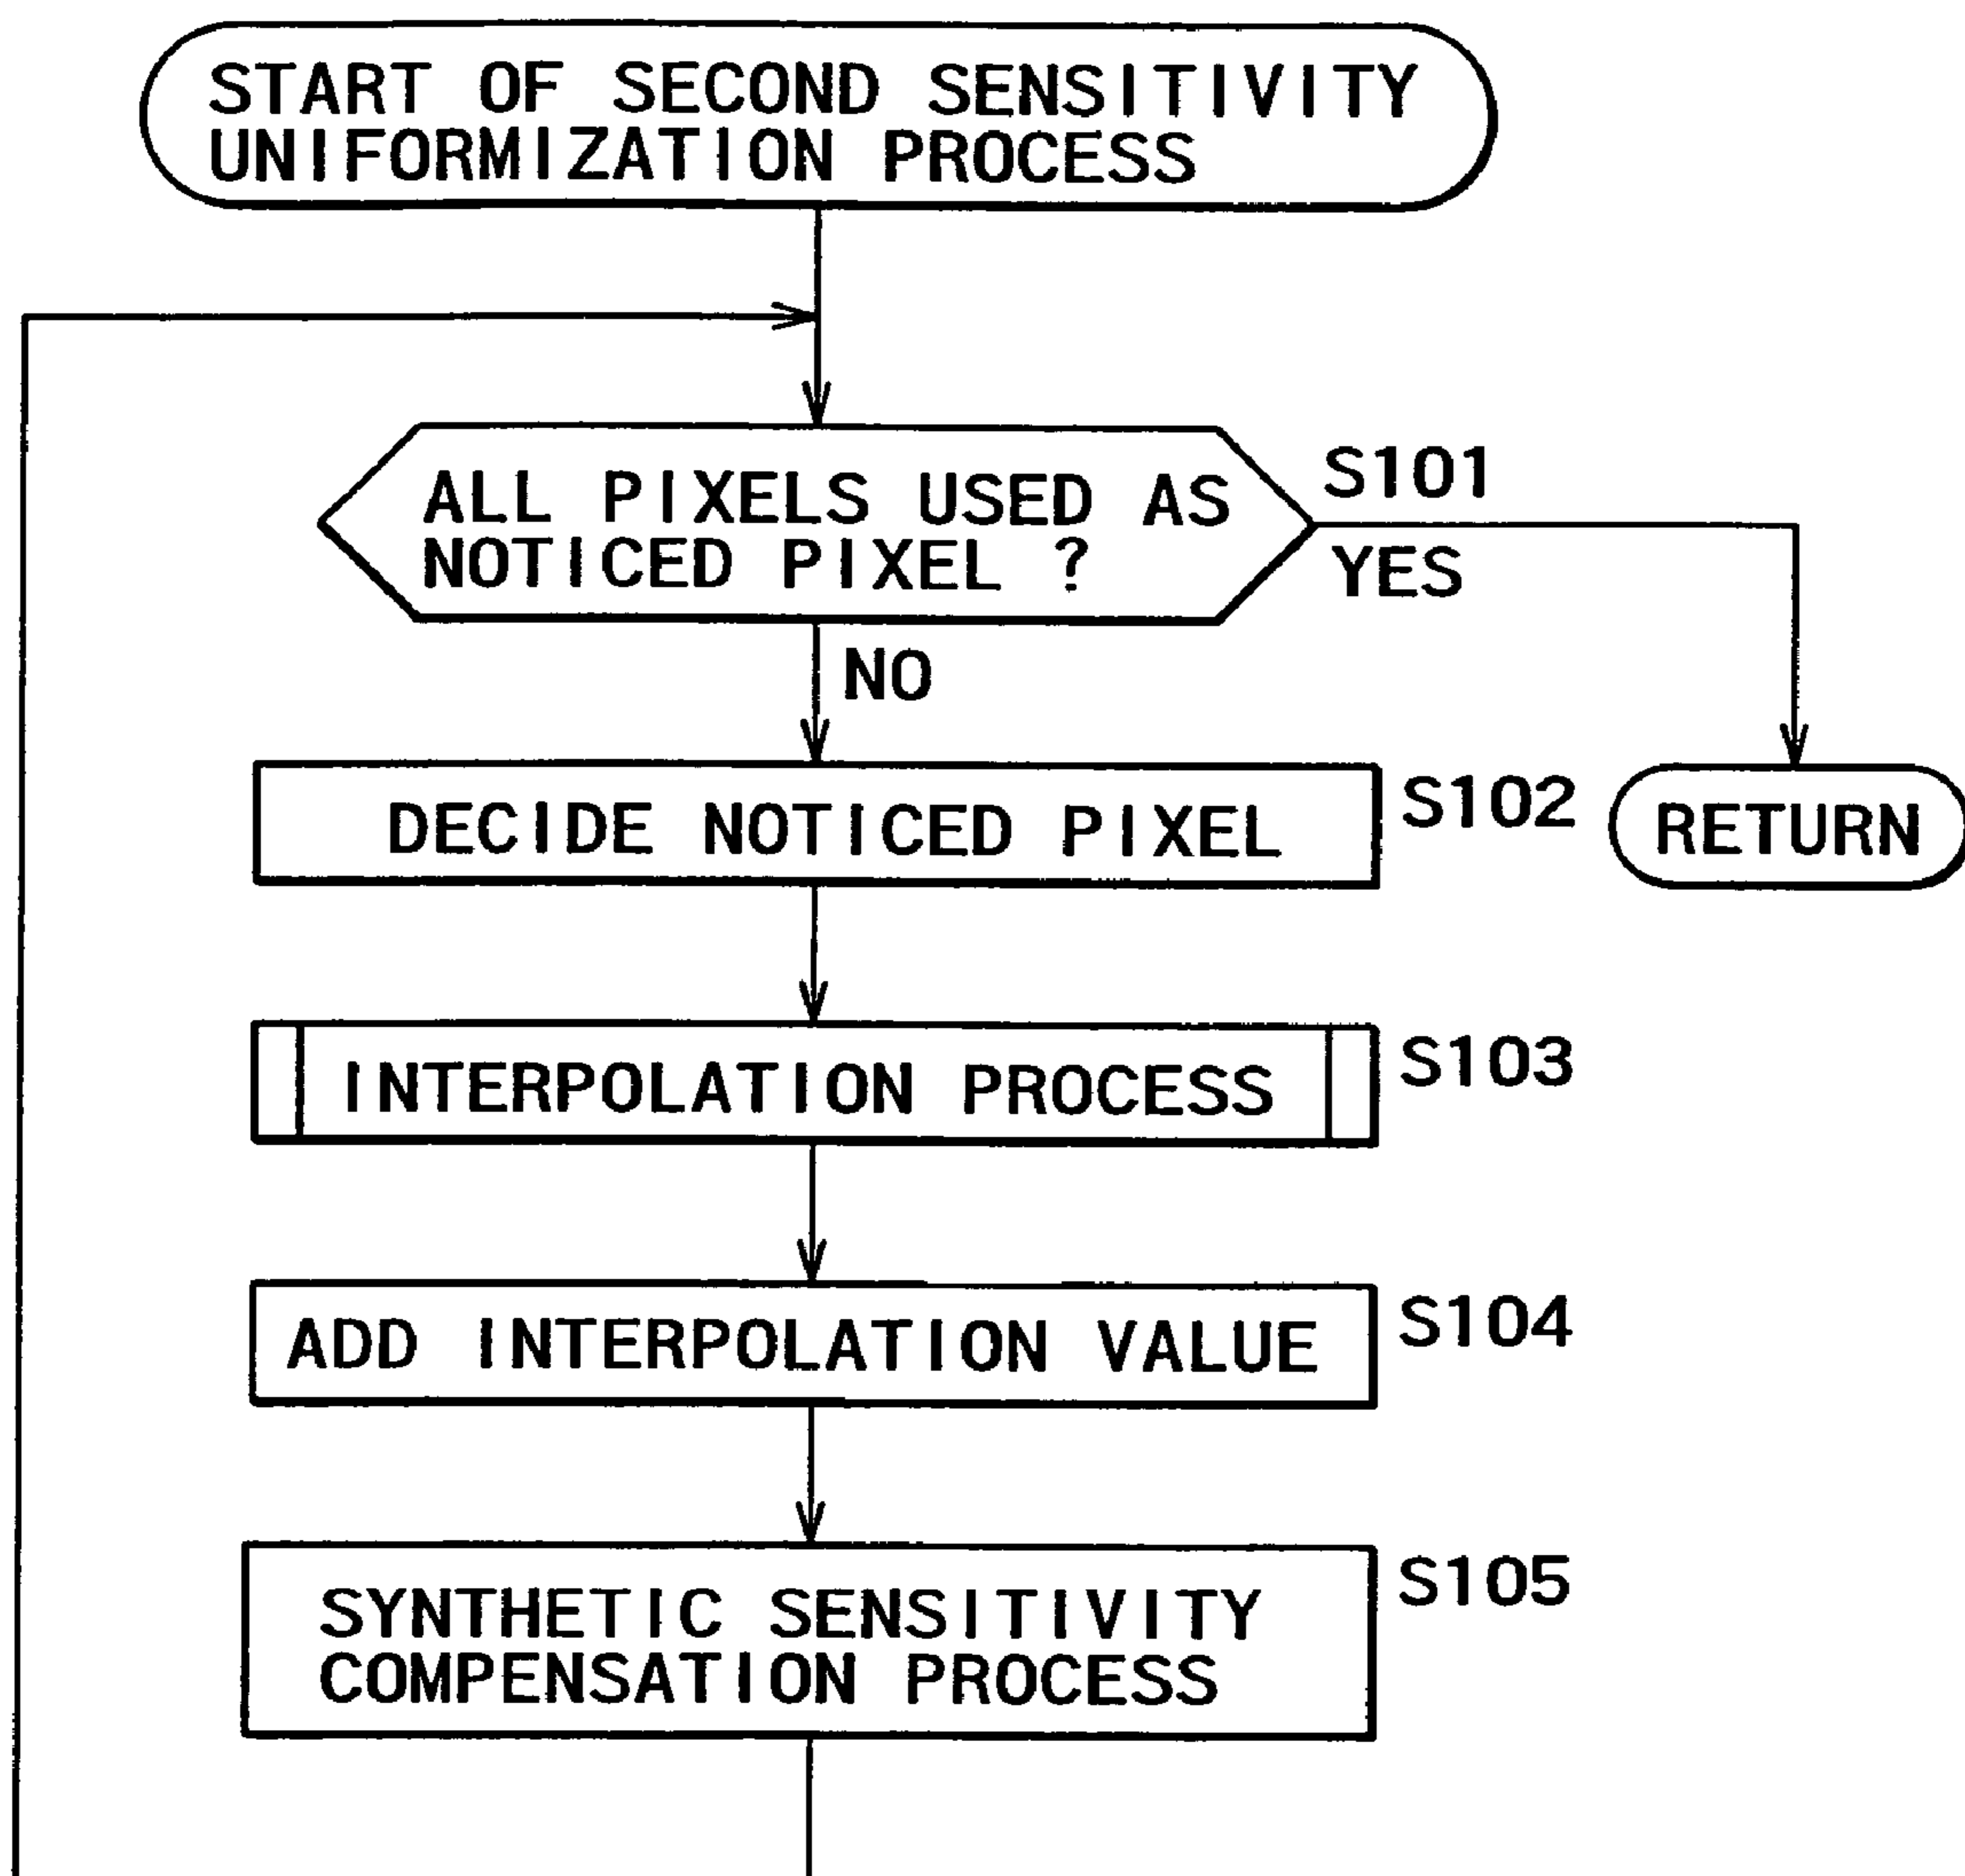 START OF SECOND SENSITIVITY
UNIFORMIZATION PROCESS
ALL PIXELS USED AS
NOTICED PIXEL ?
S101
YES
NO
DECIDE NOTICED PIXEL
S102
RETURN
INTERPOLATION PROCESS
S103
ADD INTERPOLATION VALUE
S104
SYNTHETIC SENSITIVITY
COMPENSATION PROCESS
S105